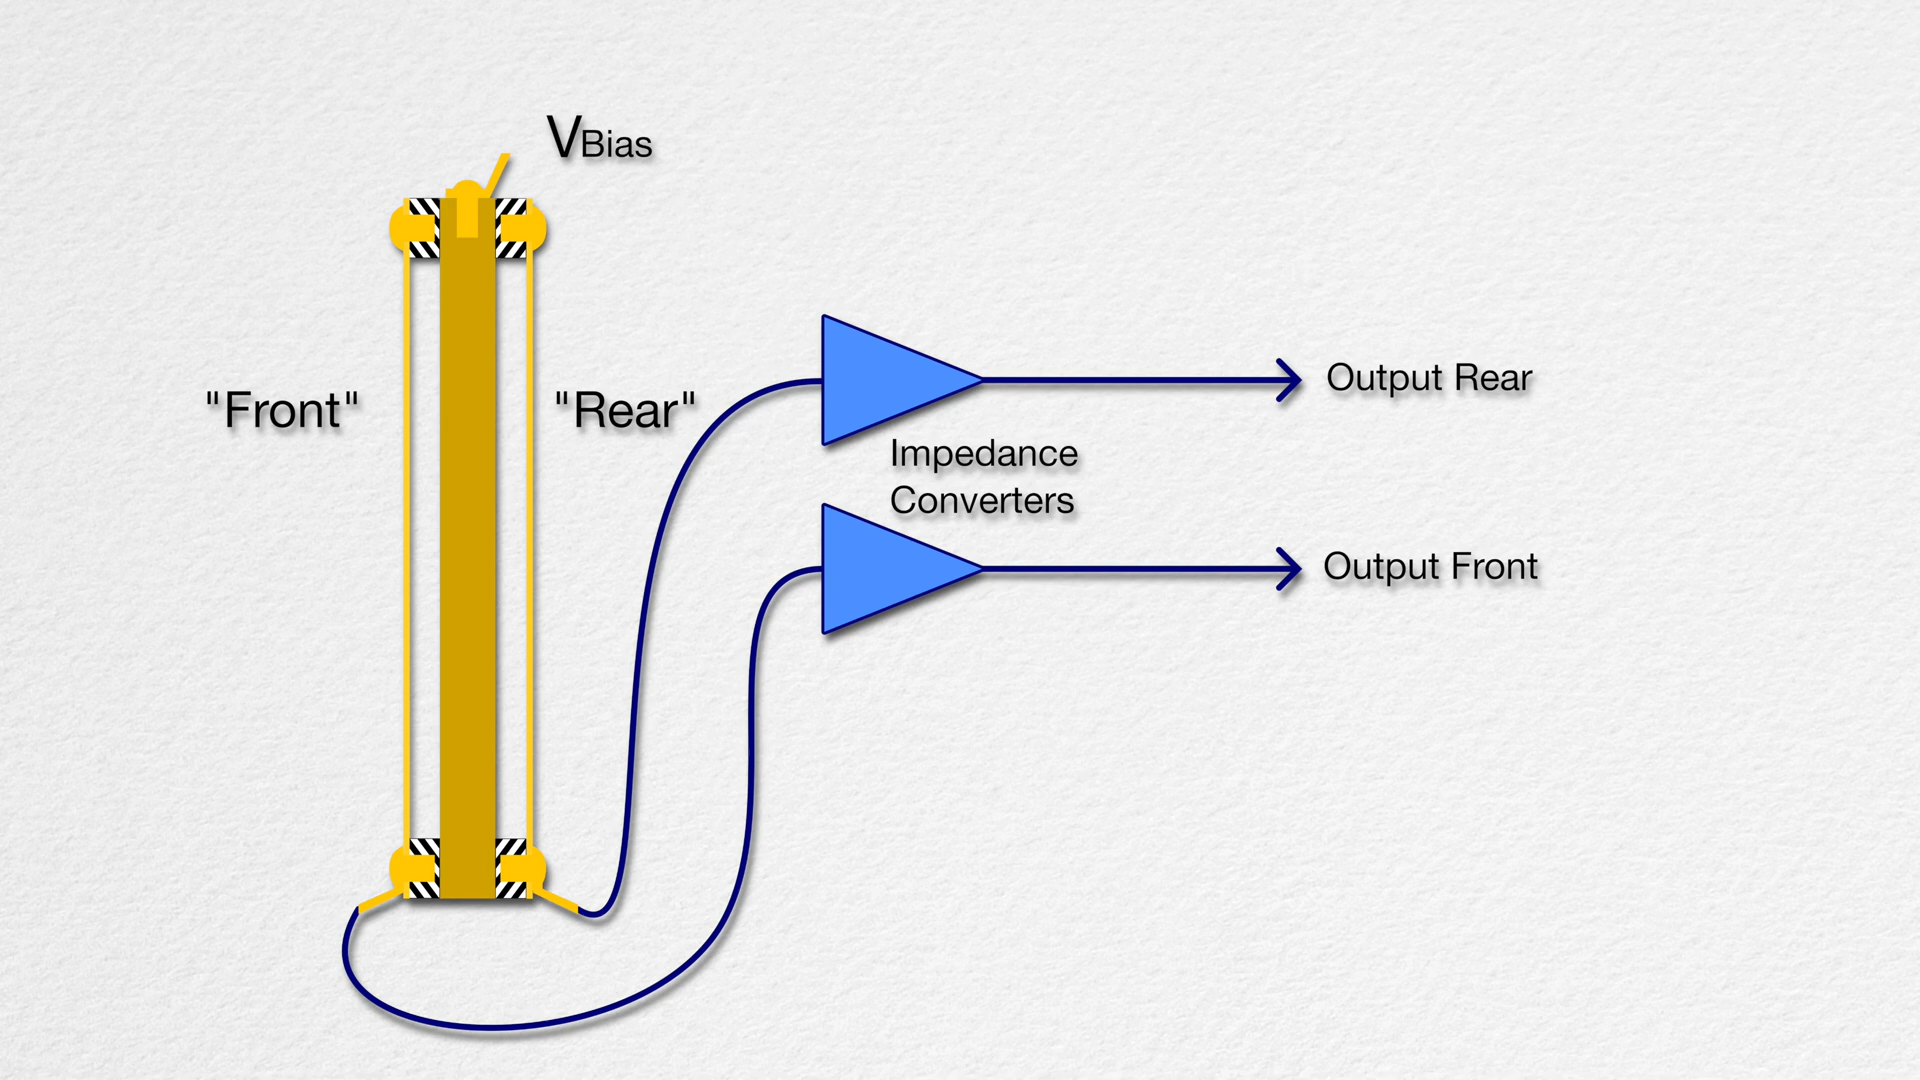 VBias
"Front"
"Rear"
Output Rear
Impedance
Converters
Output Front